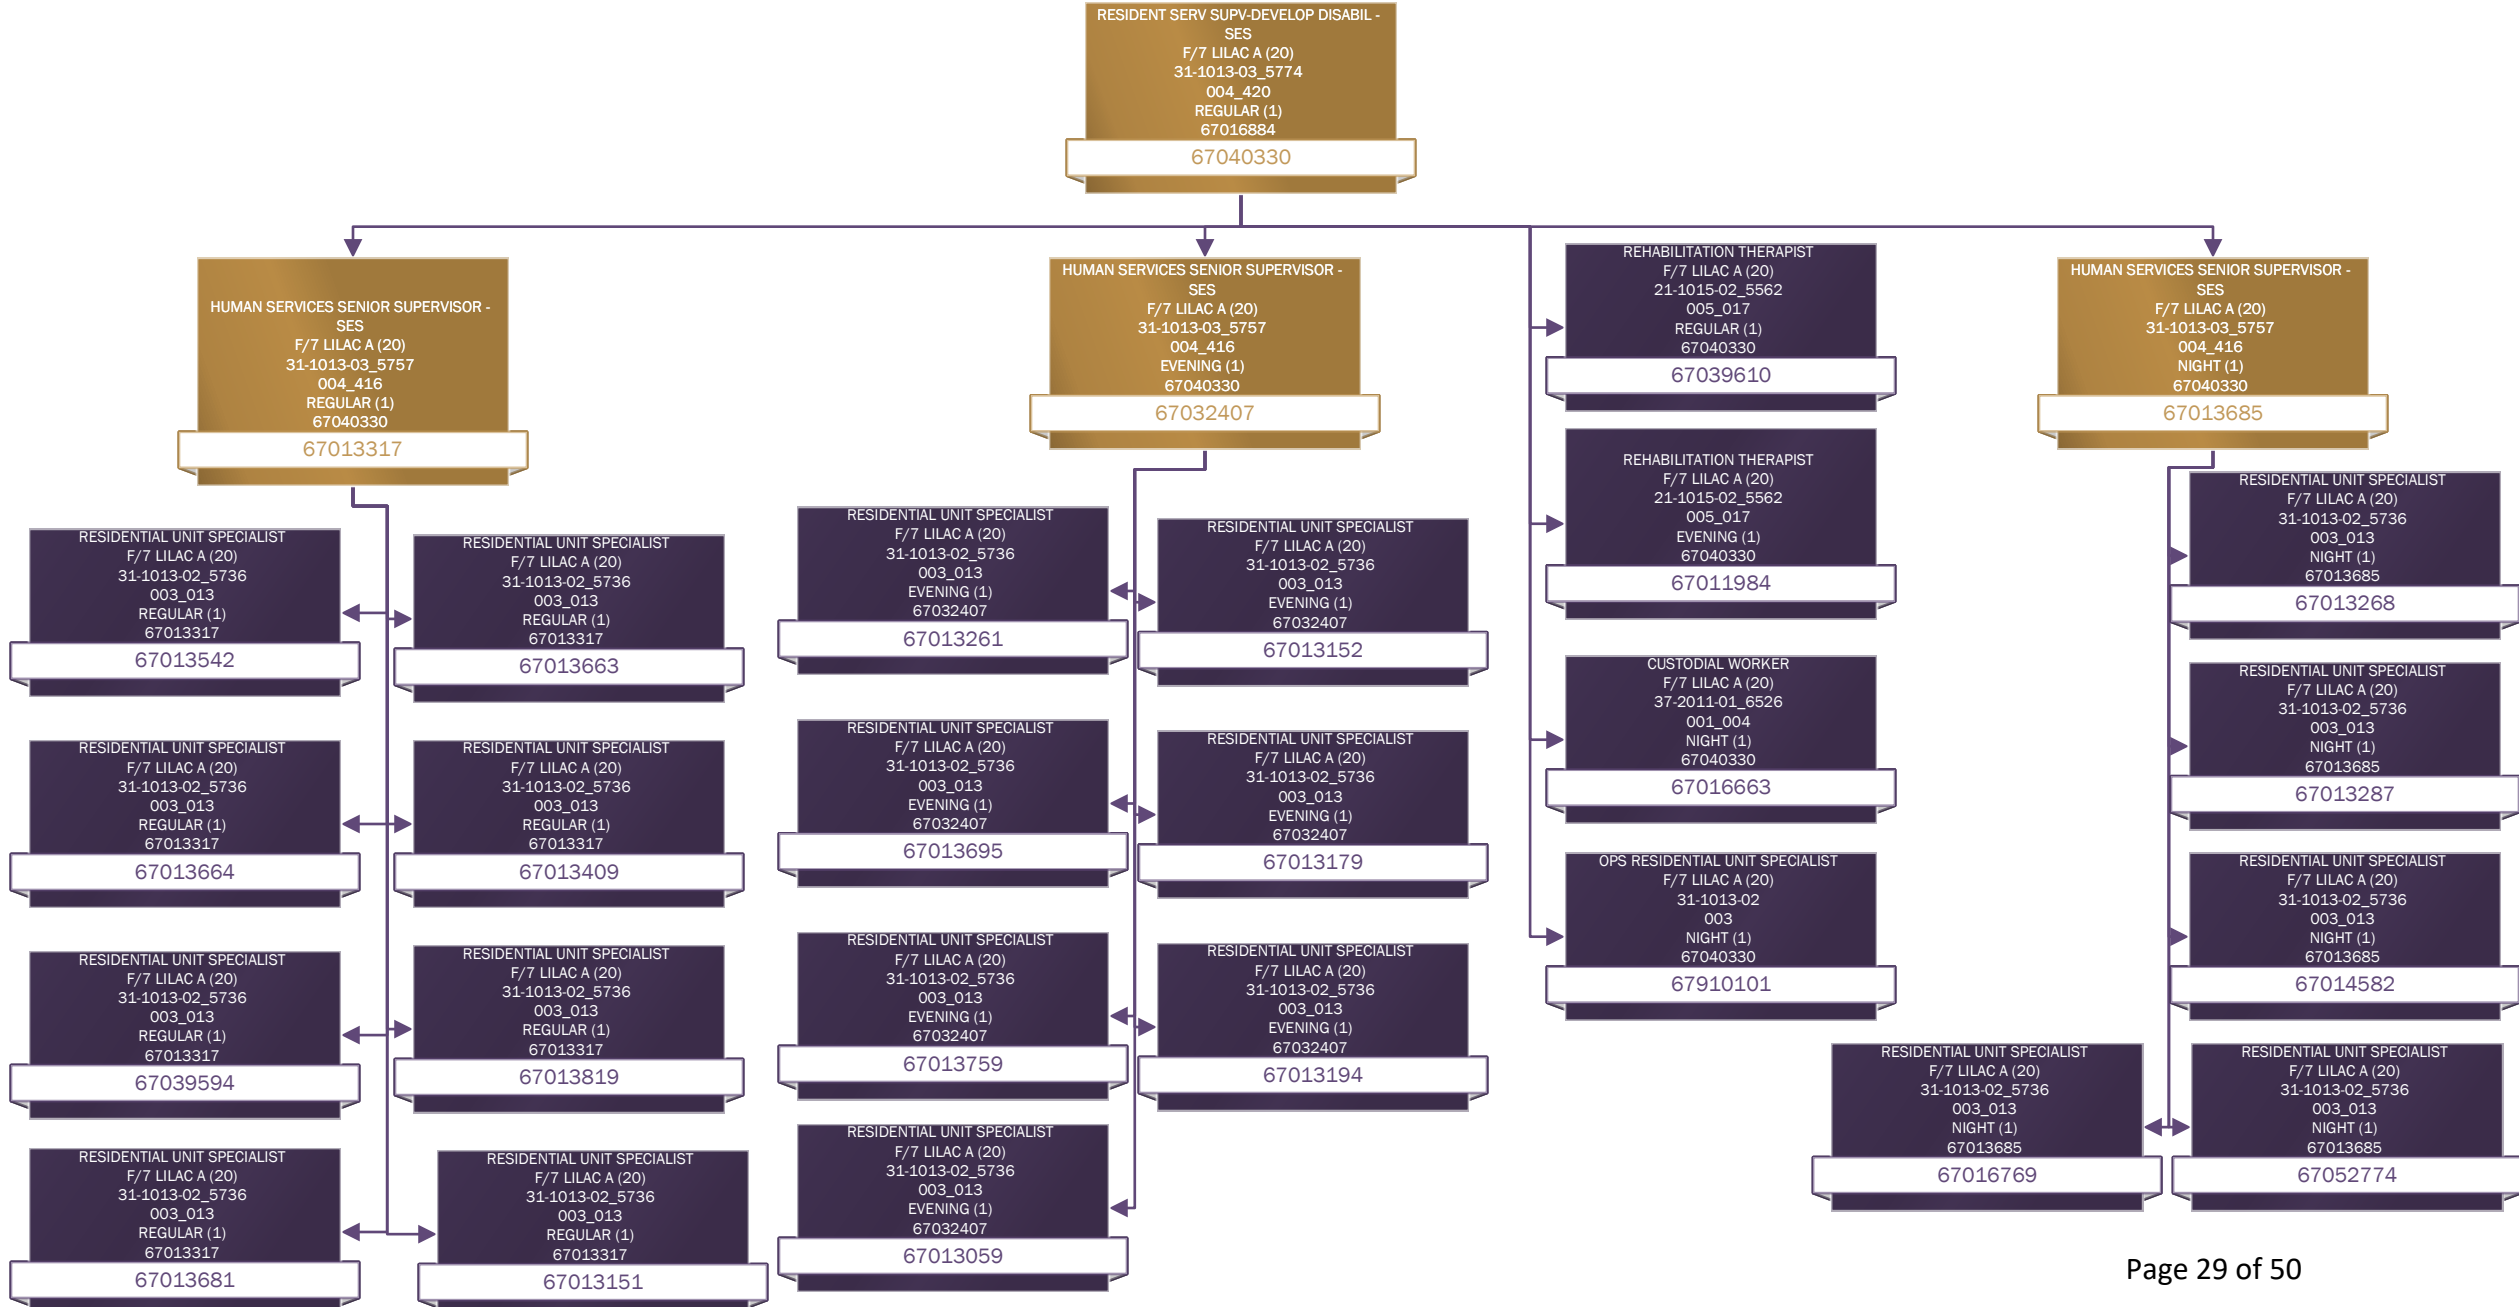 RESIDENT SERV SUPV-DEVELOP DISABIL -
SES
F/7 LILAC A (20)
31-1013-03_5774
004_420
REGULAR (1)
67016884
67040330
HUMAN SERVICES SENIOR SUPERVISOR -
SES
F/7 LILAC A (20)
31-1013-03_5757
004_416
REGULAR (1)
67040330
67013317
RESIDENTIAL UNIT SPECIALIST
F/7 LILAC A (20)
31-1013-02_5736
003_013
REGULAR (1)
67013317
67013542
RESIDENTIAL UNIT SPECIALIST
F/7 LILAC A (20)
31-1013-02_5736
003_013
REGULAR (1)
67013317
67013663
RESIDENTIAL UNIT SPECIALIST
F/7 LILAC A (20)
31-1013-02_5736
003_013
REGULAR (1)
67013317
67013664
RESIDENTIAL UNIT SPECIALIST
F/7 LILAC A (20)
31-1013-02_5736
003_013
REGULAR (1)
67013317
67013409
RESIDENTIAL UNIT SPECIALIST
F/7 LILAC A (20)
31-1013-02_5736
003_013
REGULAR (1)
67013317
67039594
RESIDENTIAL UNIT SPECIALIST
F/7 LILAC A (20)
31-1013-02_5736
003_013
REGULAR (1)
67013317
67013819
RESIDENTIAL UNIT SPECIALIST
F/7 LILAC A (20)
31-1013-02_5736
003_013
REGULAR (1)
67013317
67013681
RESIDENTIAL UNIT SPECIALIST
F/7 LILAC A (20)
31-1013-02_5736
003_013
REGULAR (1)
67013317
67013151
HUMAN SERVICES SENIOR SUPERVISOR -
SES
F/7 LILAC A (20)
31-1013-03_5757
004_416
EVENING (1)
67040330
67032407
RESIDENTIAL UNIT SPECIALIST
F/7 LILAC A (20)
31-1013-02_5736
003_013
EVENING (1)
67032407
67013261
RESIDENTIAL UNIT SPECIALIST
F/7 LILAC A (20)
31-1013-02_5736
003_013
EVENING (1)
67032407
67013152
RESIDENTIAL UNIT SPECIALIST
F/7 LILAC A (20)
31-1013-02_5736
003_013
EVENING (1)
67032407
67013695
RESIDENTIAL UNIT SPECIALIST
F/7 LILAC A (20)
31-1013-02_5736
003_013
EVENING (1)
67032407
67013179
RESIDENTIAL UNIT SPECIALIST
F/7 LILAC A (20)
31-1013-02_5736
003_013
EVENING (1)
67032407
67013759
RESIDENTIAL UNIT SPECIALIST
F/7 LILAC A (20)
31-1013-02_5736
003_013
EVENING (1)
67032407
67013194
RESIDENTIAL UNIT SPECIALIST
F/7 LILAC A (20)
31-1013-02_5736
003_013
EVENING (1)
67032407
67013059
REHABILITATION THERAPIST
F/7 LILAC A (20)
21-1015-02_5562
005_017
REGULAR (1)
67040330
67039610
REHABILITATION THERAPIST
F/7 LILAC A (20)
21-1015-02_5562
005_017
EVENING (1)
67040330
67011984
CUSTODIAL WORKER
F/7 LILAC A (20)
37-2011-01_6526
001_004
NIGHT (1)
67040330
67016663
OPS RESIDENTIAL UNIT SPECIALIST
F/7 LILAC A (20)
31-1013-02
003
NIGHT (1)
67040330
67910101
HUMAN SERVICES SENIOR SUPERVISOR -
SES
F/7 LILAC A (20)
31-1013-03_5757
004_416
NIGHT (1)
67040330
67013685
RESIDENTIAL UNIT SPECIALIST
F/7 LILAC A (20)
31-1013-02_5736
003_013
NIGHT (1)
67013685
67013268
RESIDENTIAL UNIT SPECIALIST
F/7 LILAC A (20)
31-1013-02_5736
003_013
NIGHT (1)
67013685
67013287
RESIDENTIAL UNIT SPECIALIST
F/7 LILAC A (20)
31-1013-02_5736
003_013
NIGHT (1)
67013685
67014582
RESIDENTIAL UNIT SPECIALIST
F/7 LILAC A (20)
31-1013-02_5736
003_013
NIGHT (1)
67013685
67016769
RESIDENTIAL UNIT SPECIALIST
F/7 LILAC A (20)
31-1013-02_5736
003_013
NIGHT (1)
67013685
67052774
Page 29 of 50